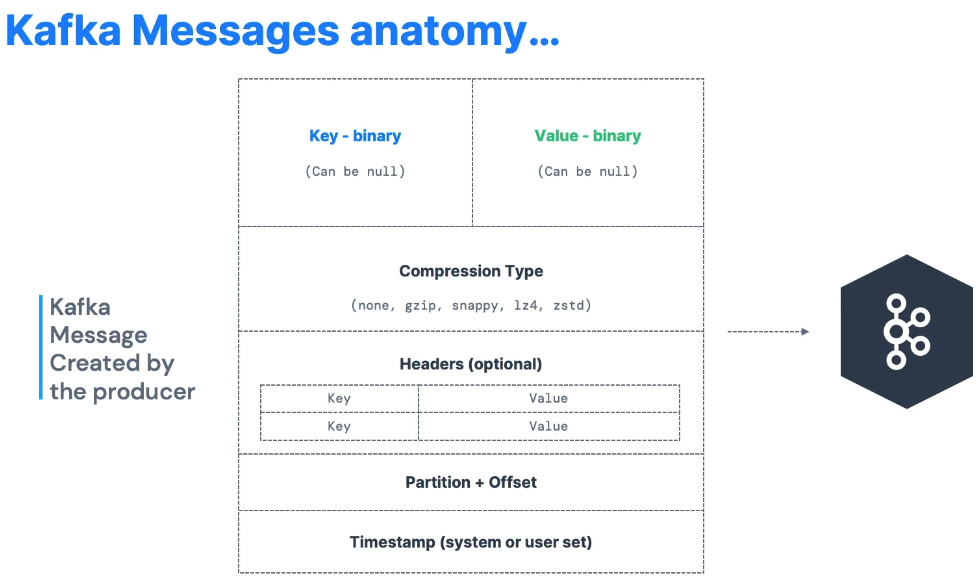 Kafka Messages anatomy...
Key - binary
Value - binary
(Can be null)
(Can be null)
Compression Type
(none, gzip, snappy, lz4, zstd)
Kafka
Message
Created by
the producer
Headers (optional)
Key
Value
Key
Value
Partition + Offset
Timestamp (system or user set)